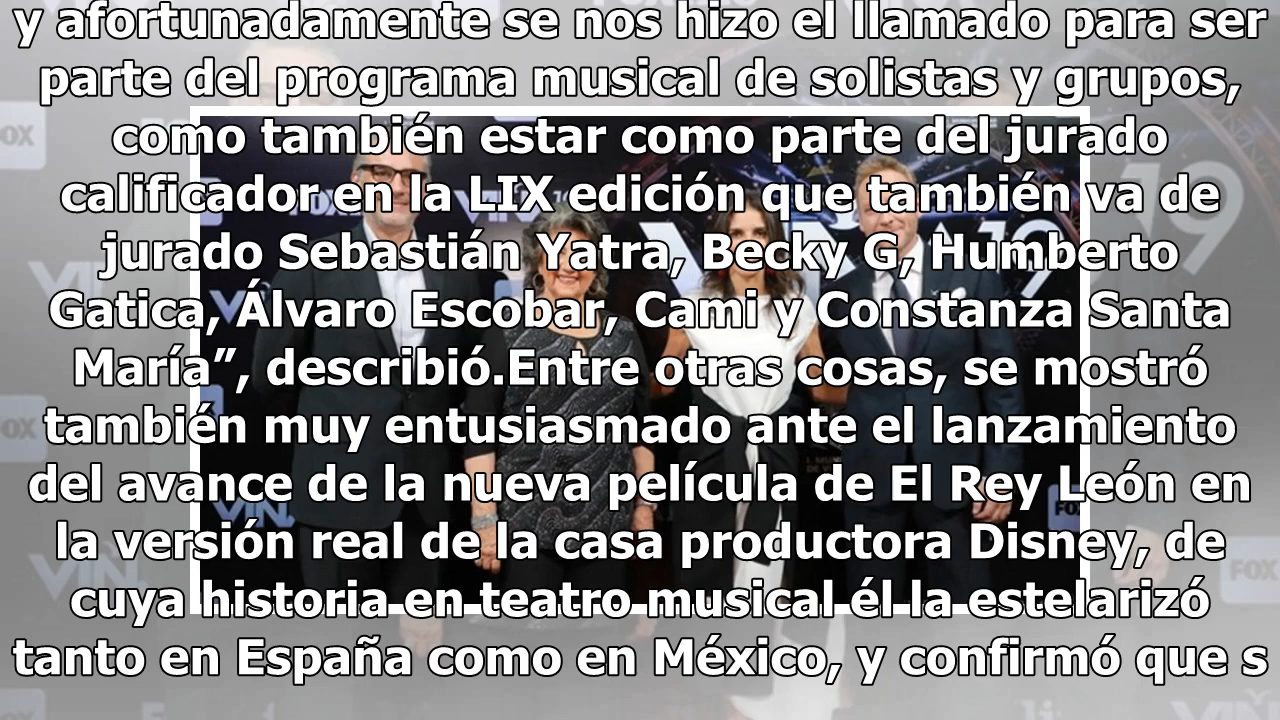 y afortunadamente se nos hizo el llamado para ser
parte del programa musical de solistas y grupos,
como también estar como parte del jurado
calificador en la LIX edición que también va de
jurado Sebastián Yatra, Becky G, Humberto
Gatica, Álvaro Escobar, Cami y Constanza Santa
María”, describió.Entre otras cosas, se mostró
también muy entusiasmado ante el lanzamiento
del avance de la nueva película de El Rey León en
la versión real de la casa productora Disney, de
cuya historia en teatro musical él la estelarizó
tanto en España como en México, y confirmó que s